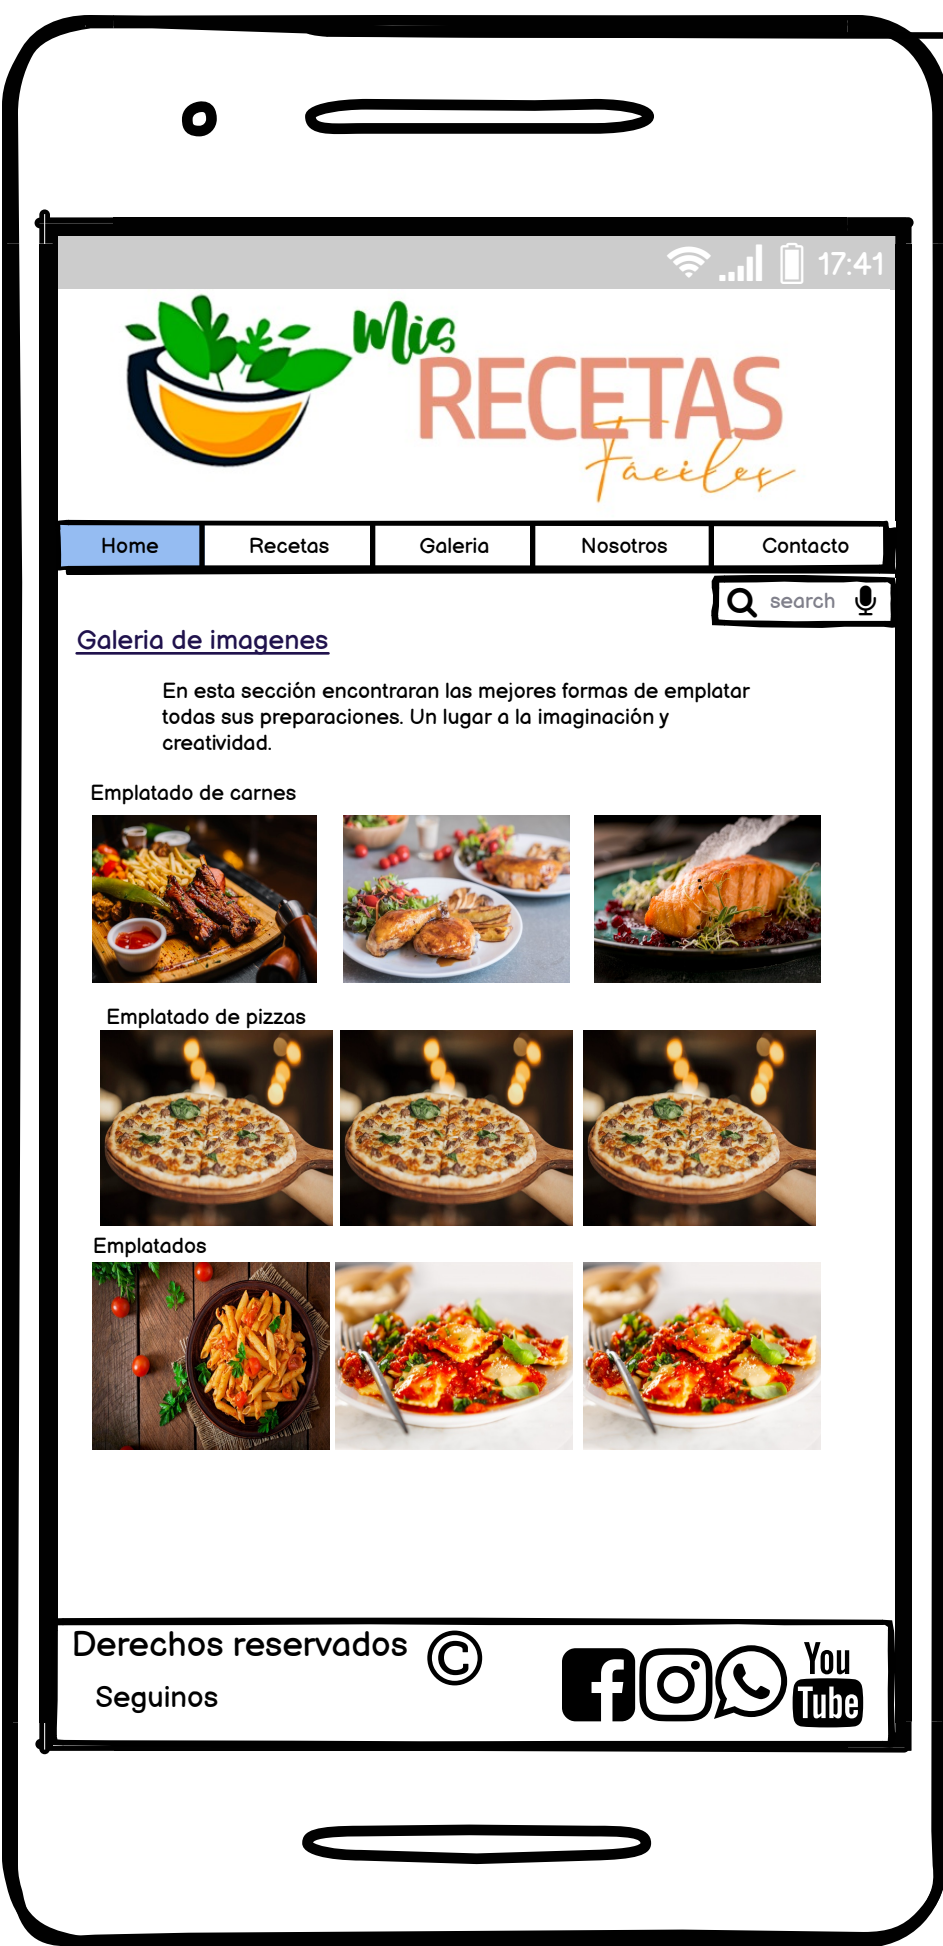 17:41
Mis
RECETAS
Fáciles
Home Recetas Galeria Nosotros Contacto
search
Galeria de imagenes
En esta sección encontraran las mejores formas de emplatar
todas sus preparaciones. Un lugar a la imaginación y
creatividad.
Emplatado de carnes
Emplatado de pizzas
Emplatados
Derechos reservados ©
Seguinos
You
Tube